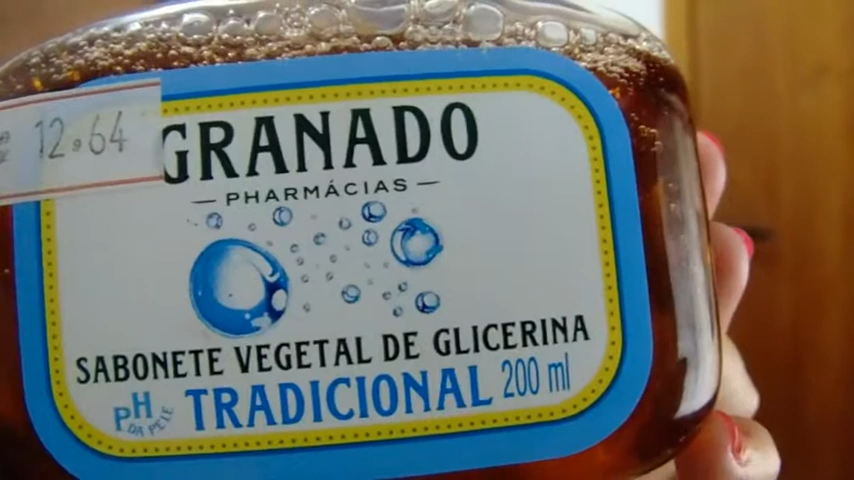 12,64
GRANADO
PHARMÁCIAS
SABONETE VEGETAL DE GLICERINA
PH DA PELE TRADICIONAL 200 ml